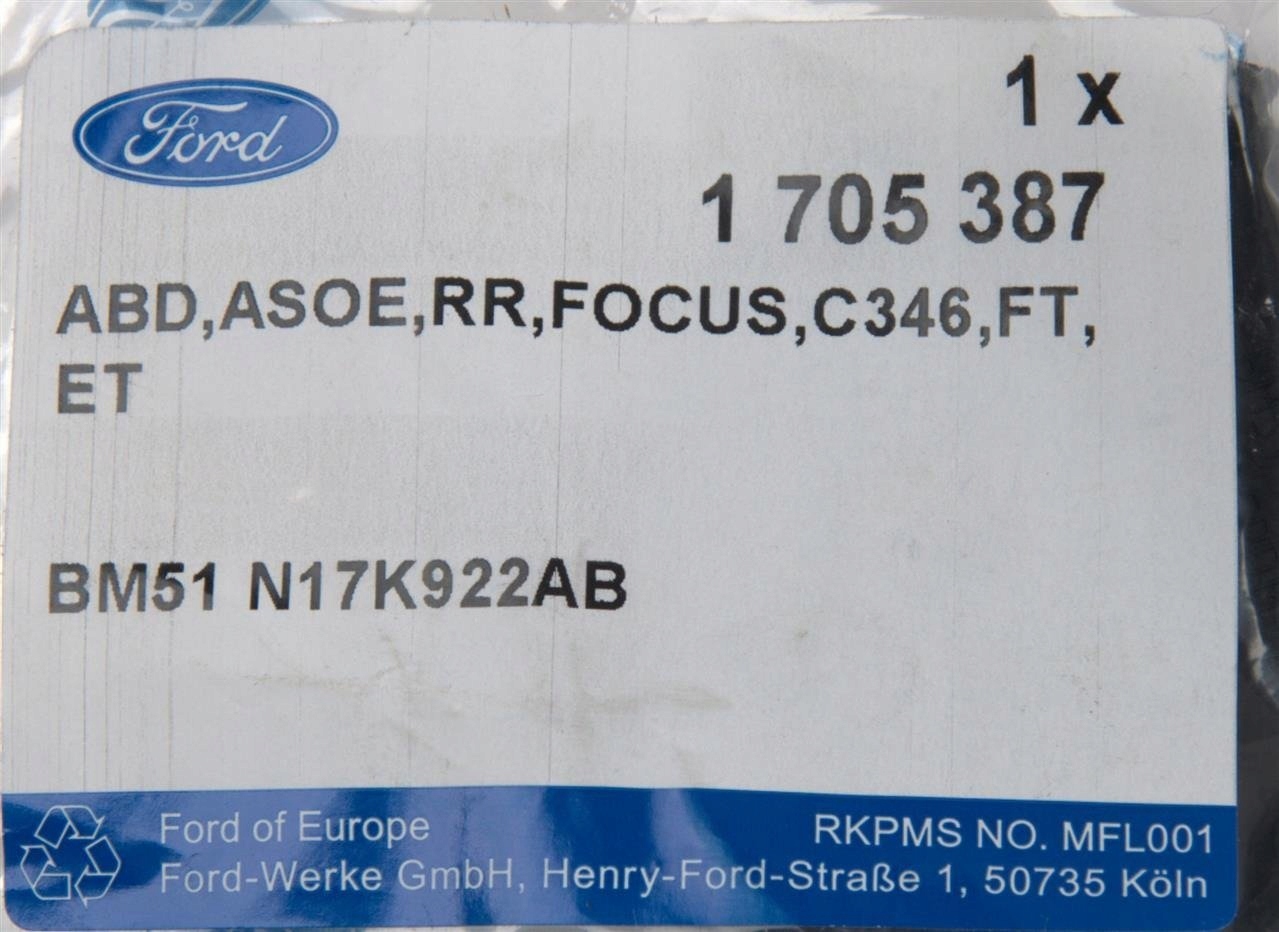 Ford
1 x
1 705 387
ABD,ASOE,RR,FOCUS,C346,FT,
ET
BM51 N17K922AB
Ford of Europe
RKPMS NO. MFL001
Ford-Werke GmbH, Henry-Ford-Straße 1, 50735 Köln